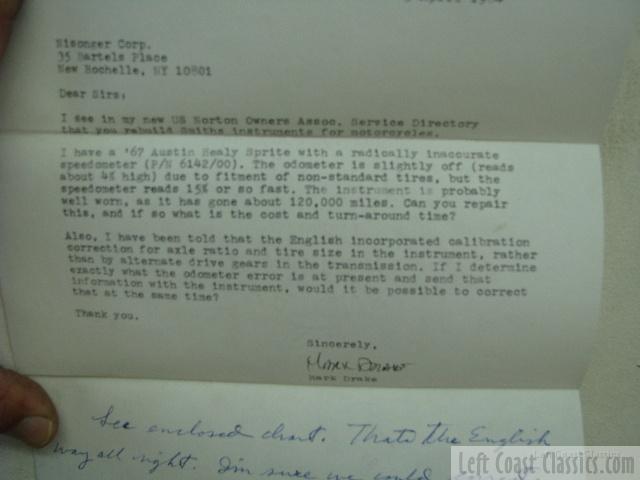 Nisonger Corp.
35 Bartels Place
New Rochelle, NY 10801
Dear Sirs:
I see in my new US Norton Owners Assoc. Service Directory
that you rebuild Smiths instruments for motorcycles.
I have a '67 Austin Healy Sprite with a radically inaccurate
speedometer (P/N 6142/00). The odometer is slightly off (reads
about 4% high) due to fitment of non-standard tires, but the
speedometer reads 15% or so fast. The instrument is probably
well worn, as it has gone about 120,000 miles. Can you repair
this, and if so what is the cost and turn-around time?
Also, I have been told that the English incorporated calibration
correction for axle ratio and tire size in the instrument, rather
than by alternate drive gears in the transmission. If I determine
exactly what the odometer error is at present and send that
information with the instrument, would it be possible to correct
that at the same time?
Thank you.
Sincerely,
Mark Drake
Mark Drake
See enclosed chart. Thats the English
way all right. I'm sure we could
Left Coast Classics.com